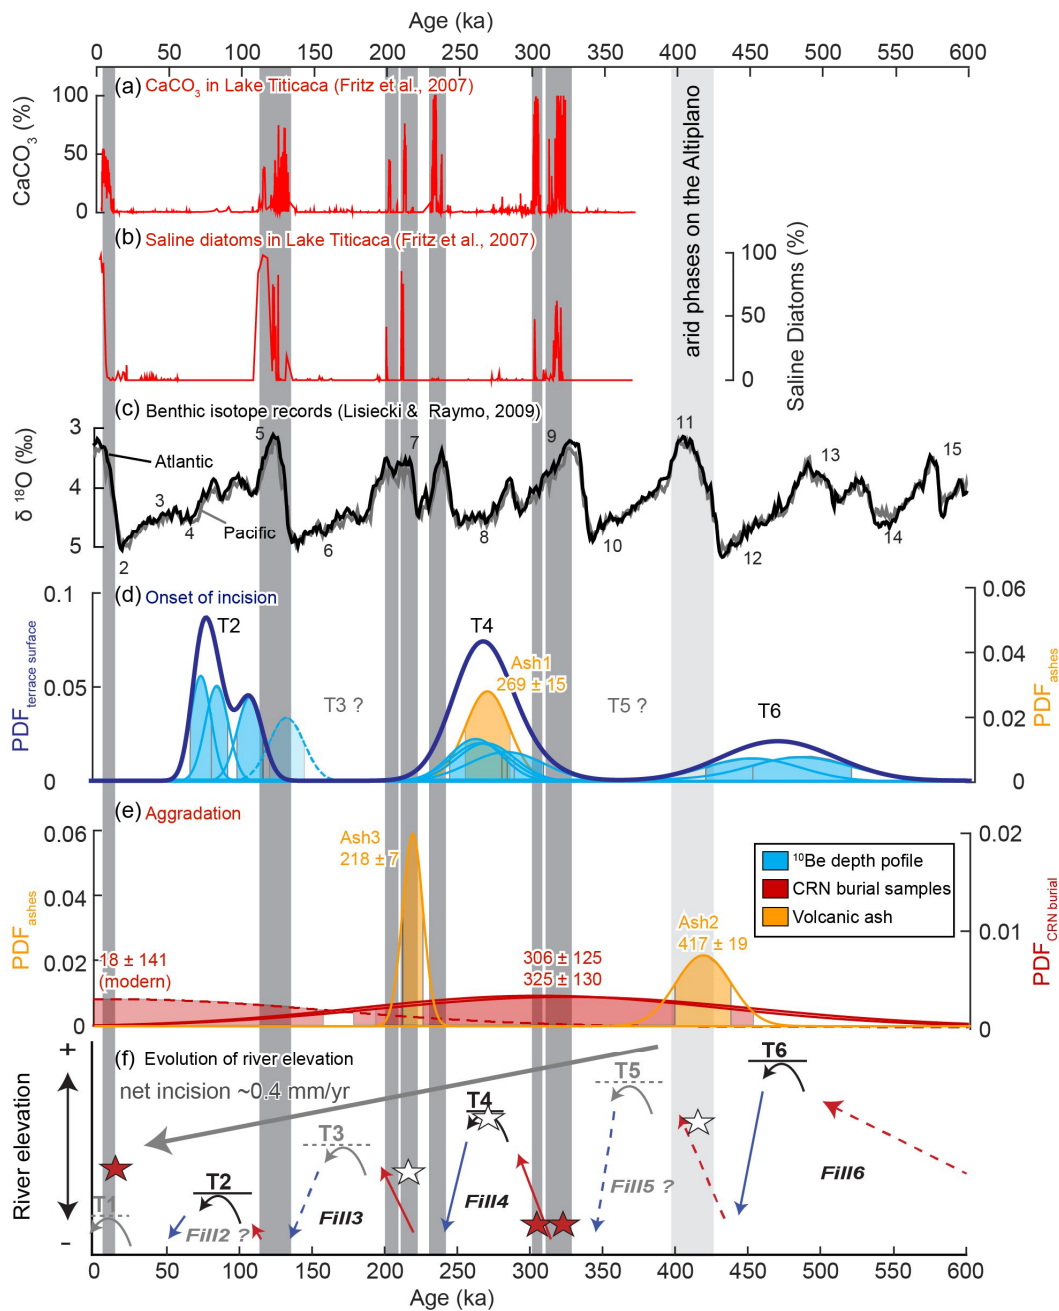 Age (ka)
0 50 100 150 200 250 300 350 400 450 500 550 600
(a) CaCO3 in Lake Titicaca (Fritz et al., 2007)
CaCO3 (%)
100
50
0
arid phases on the Altiplano
(b) Saline diatoms in Lake Titicaca (Fritz et al., 2007)
100
50
0
Saline Diatoms (%)
(c) Benthic isotope records (Lisiecki & Raymo, 2009)
δ 18O (‰)
3
4
5
Atlantic
Pacific
2 3 4 5 6 7 8 9 10 11 12 13 14 15
(d) Onset of incision
PDF terrace surface
0.1
0.05
0
T2
T3 ?
T4
Ash1
269 ± 15
T5 ?
T6
0.06
0.04
0.02
0
PDF ashes
(e) Aggradation
PDF ashes
0.06
0.04
0.02
0
Ash3
218 ± 7
18 ± 141
(modern)
306 ± 125
325 ± 130
Ash2
417 ± 19
10Be depth pofile
CRN burial samples
Volcanic ash
0.02
0.01
0
PDF CRN burial
(f) Evolution of river elevation
net incision ~0.4 mm/yr
River elevation
+
-
T1
T2
T3
T4
T5
T6
Fill2 ?
Fill3
Fill4
Fill5 ?
Fill6
0 50 100 150 200 250 300 350 400 450 500 550 600
Age (ka)